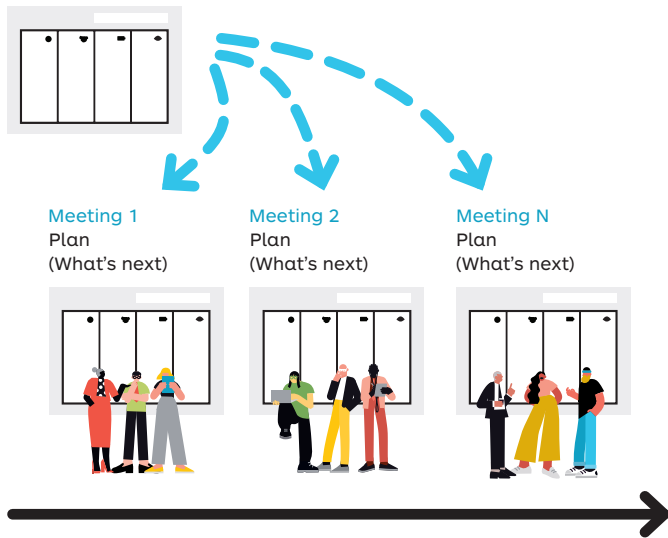 Meeting 1
Plan
(What's next)
Meeting 2
Plan
(What's next)
Meeting N
Plan
(What's next)